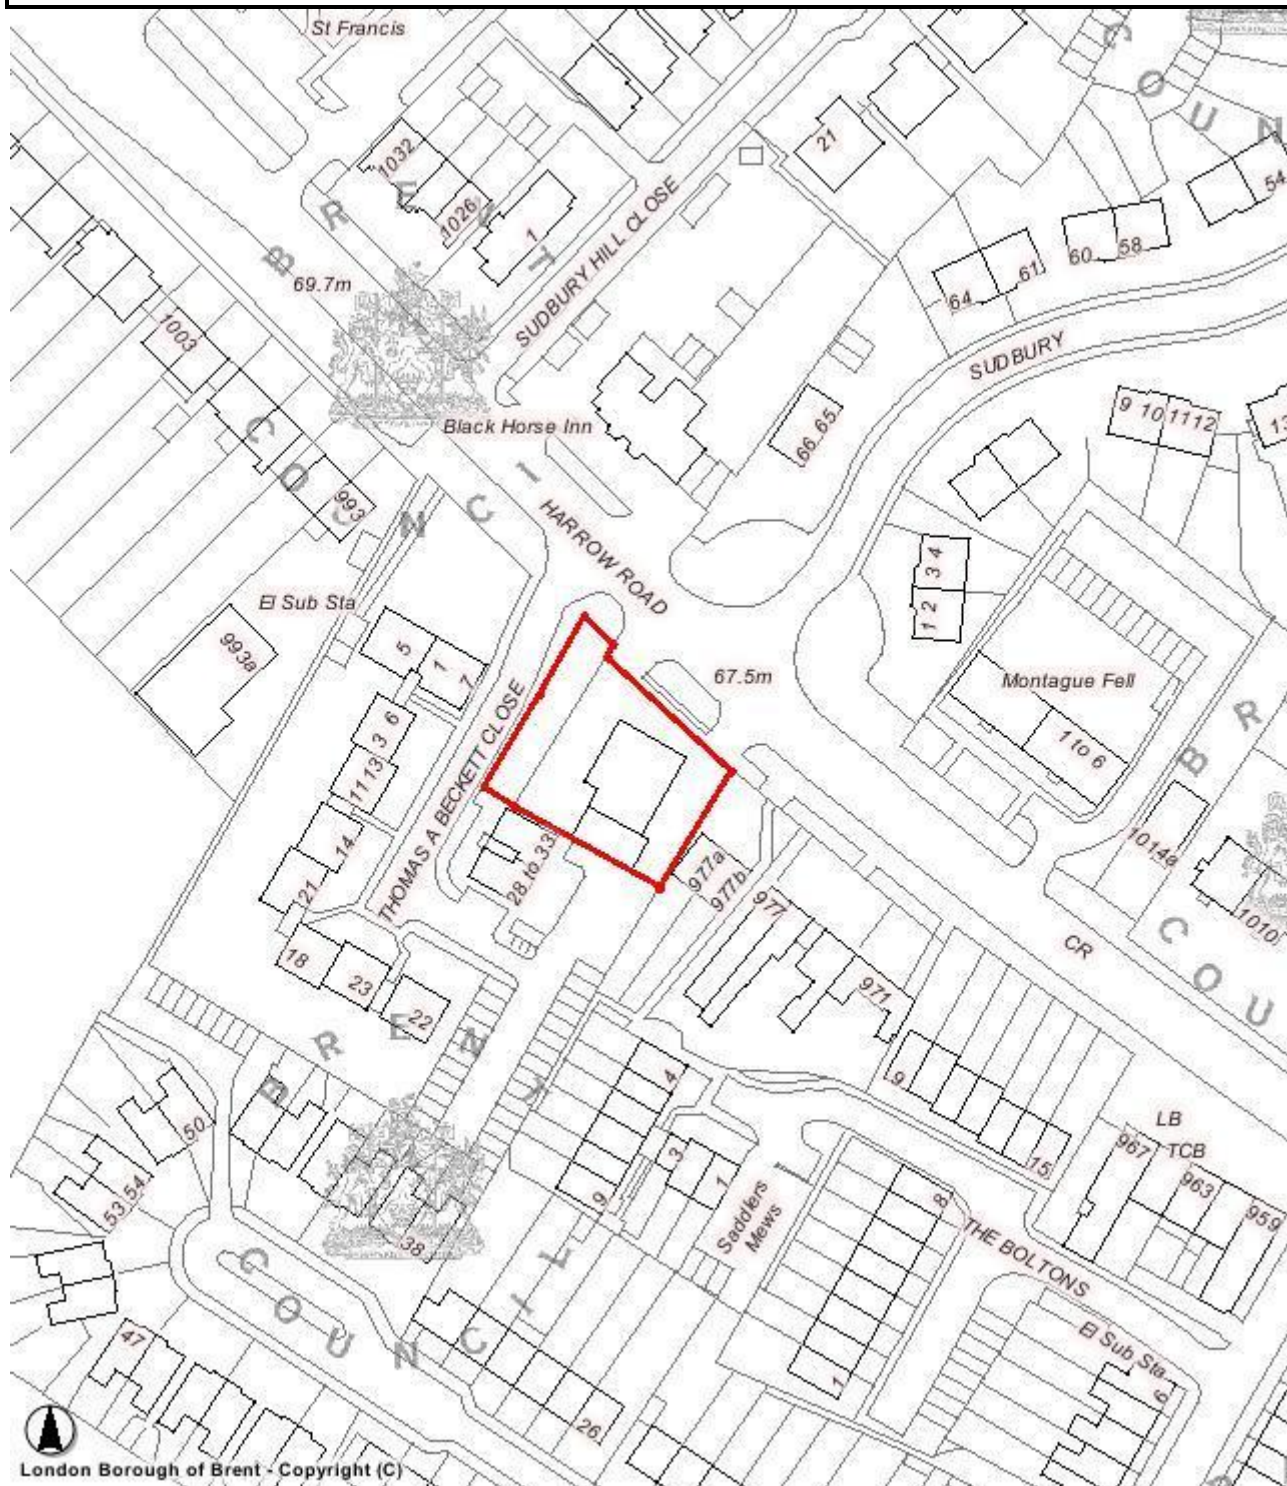 St Francis
1032
1026
1
SUDBURY HILL CLOSE
21
54
60
58
61
64
SUDBURY
69.7m
1003
Black Horse Inn
66
65
9 10
11 12
993
HARROW ROAD
El Sub Sta
993a
5
1
7
3 4
1 2
67.5m
Montague Fell
1 to 6
3 6
11 13
THOMAS A BECKETT CLOSE
14
21
28 to 33
977a
977b
977
1014a
1010
CR
971
18
23
22
4
9
15
LB
TCB
967
963
959
50
53
54
3
1
9
38
Saddlers
Mews
8
THE BOLTONS
47
El Sub Sta
6
1
26
BRENT COUNCIL
BRENT COUNCIL
London Borough of Brent - Copyright (C)